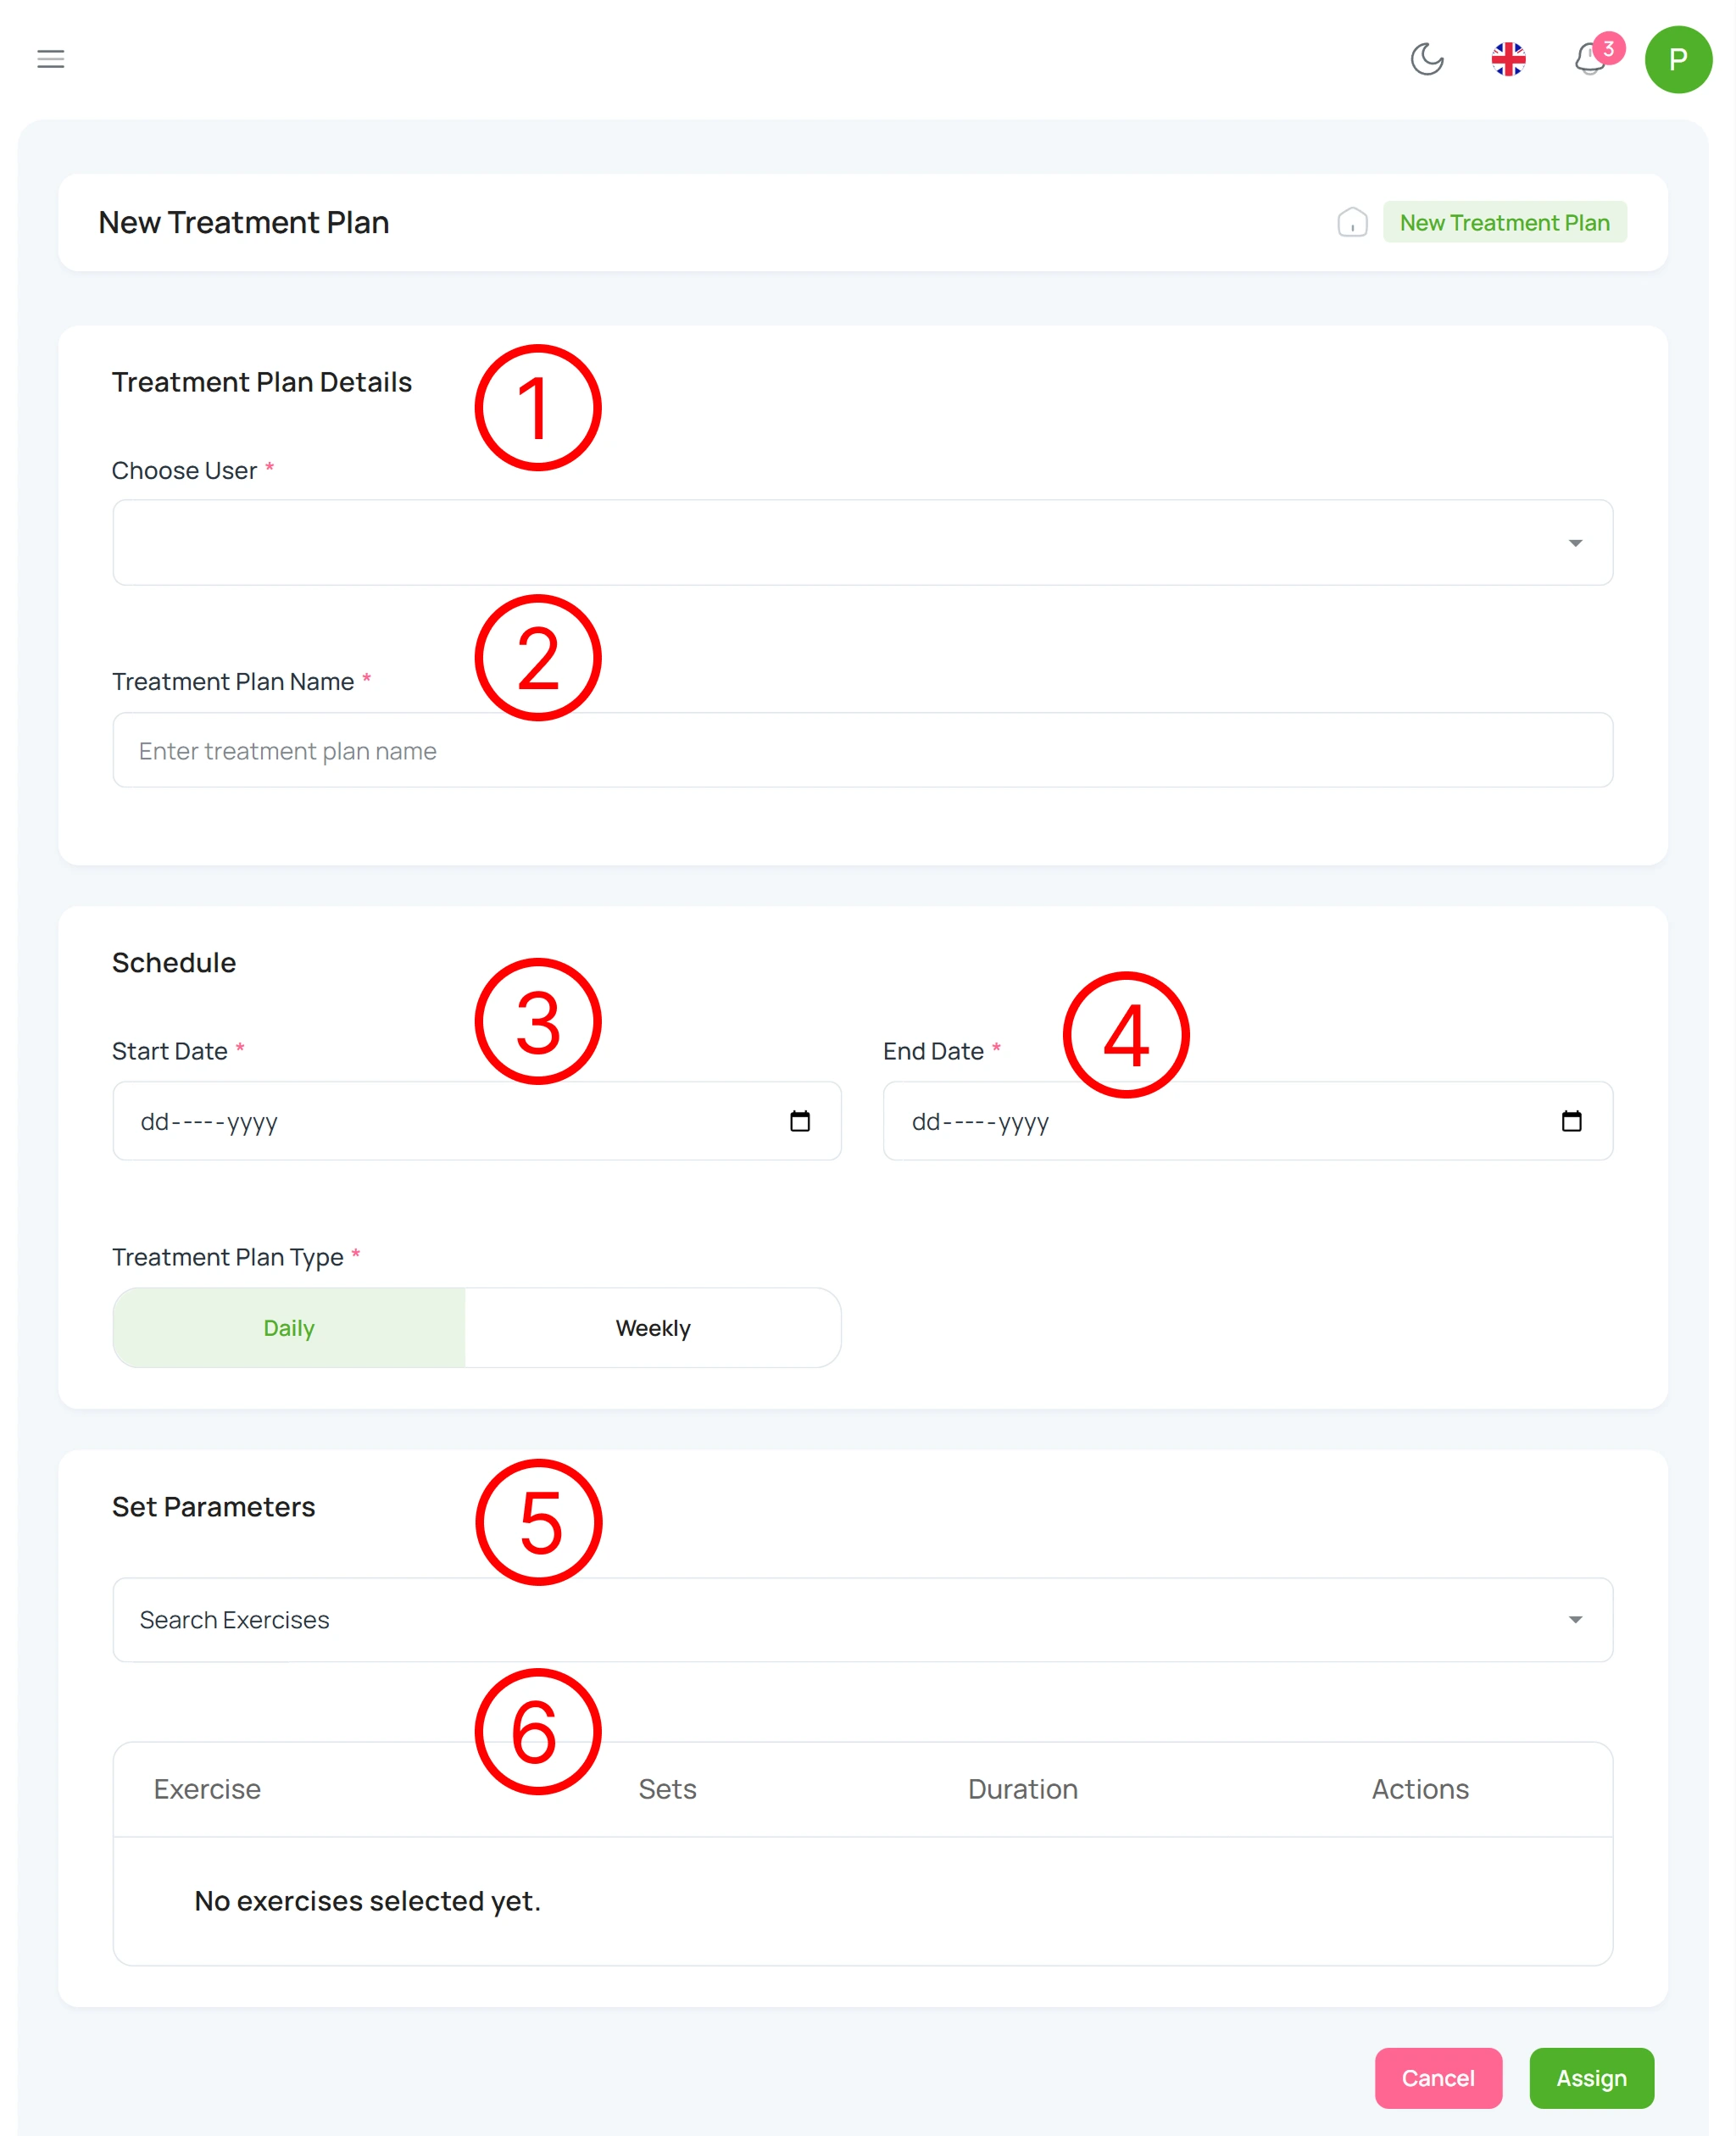 3
P
New Treatment Plan
New Treatment Plan
Treatment Plan Details
1
Choose User *
2
Treatment Plan Name *
Enter treatment plan name
Schedule
3
4
Start Date *
End Date *
dd-----yyyy
dd-----yyyy
Treatment Plan Type *
Daily
Weekly
Set Parameters
5
Search Exercises
6
Exercise Sets Duration Actions
No exercises selected yet.
Cancel
Assign